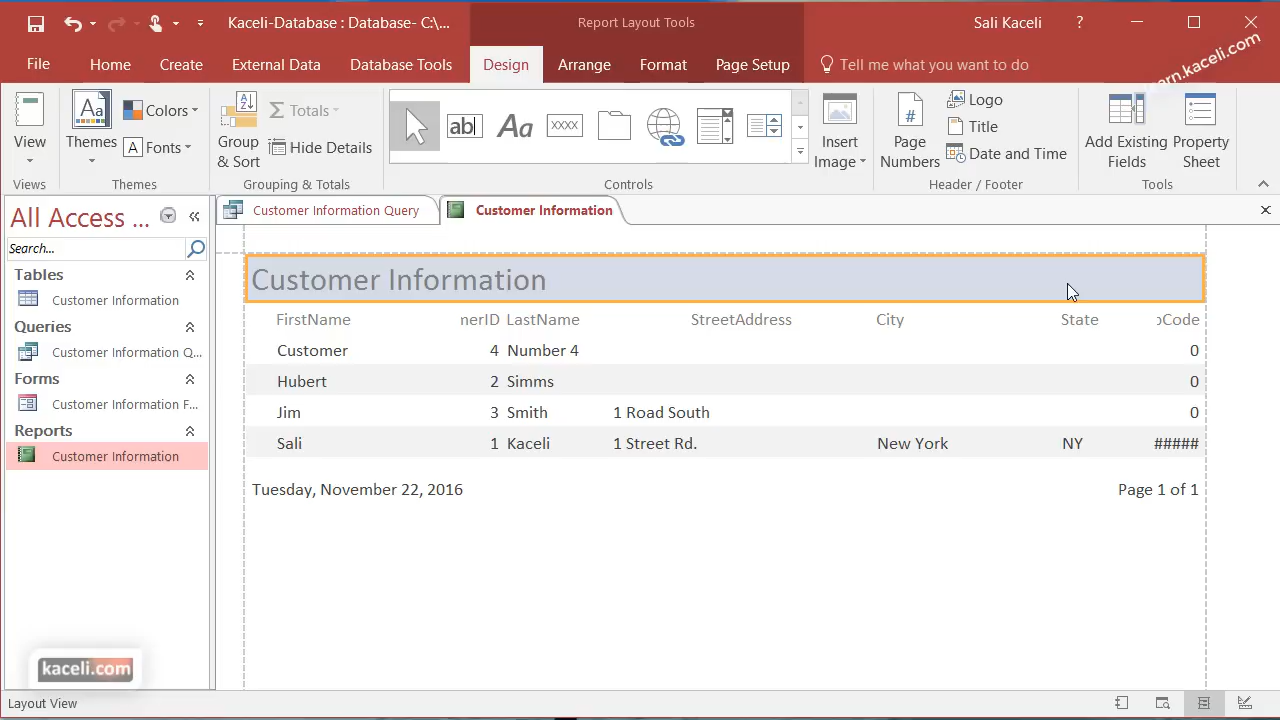 Kaceli-Database : Database- C:\...
Report Layout Tools
Sali Kaceli
?
File
Home
Create
External Data
Database Tools
Design
Arrange
Format
Page Setup
Tell me what you want to do
learn.kaceli.com
View
Aa
Themes
Colors
A Fonts
Group
& Sort
Σ Totals
Hide Details
ab
Aa
XXXX
Insert
Image
#
Page
Numbers
Logo
Title
Date and Time
Add Existing
Fields
Property
Sheet
Views
Themes
Grouping & Totals
Controls
Header / Footer
Tools
All Access ...
Search...
Tables
Customer Information
Queries
Customer Information Q...
Forms
Customer Information F...
Reports
Customer Information
Customer Information Query
Customer Information
Customer Information
FirstName nerID LastName StreetAddress City State oCode
Customer 4 Number 4 0
Hubert 2 Simms 0
Jim 3 Smith 1 Road South 0
Sali 1 Kaceli 1 Street Rd. New York NY #####
Tuesday, November 22, 2016 Page 1 of 1
kaceli.com
Layout View